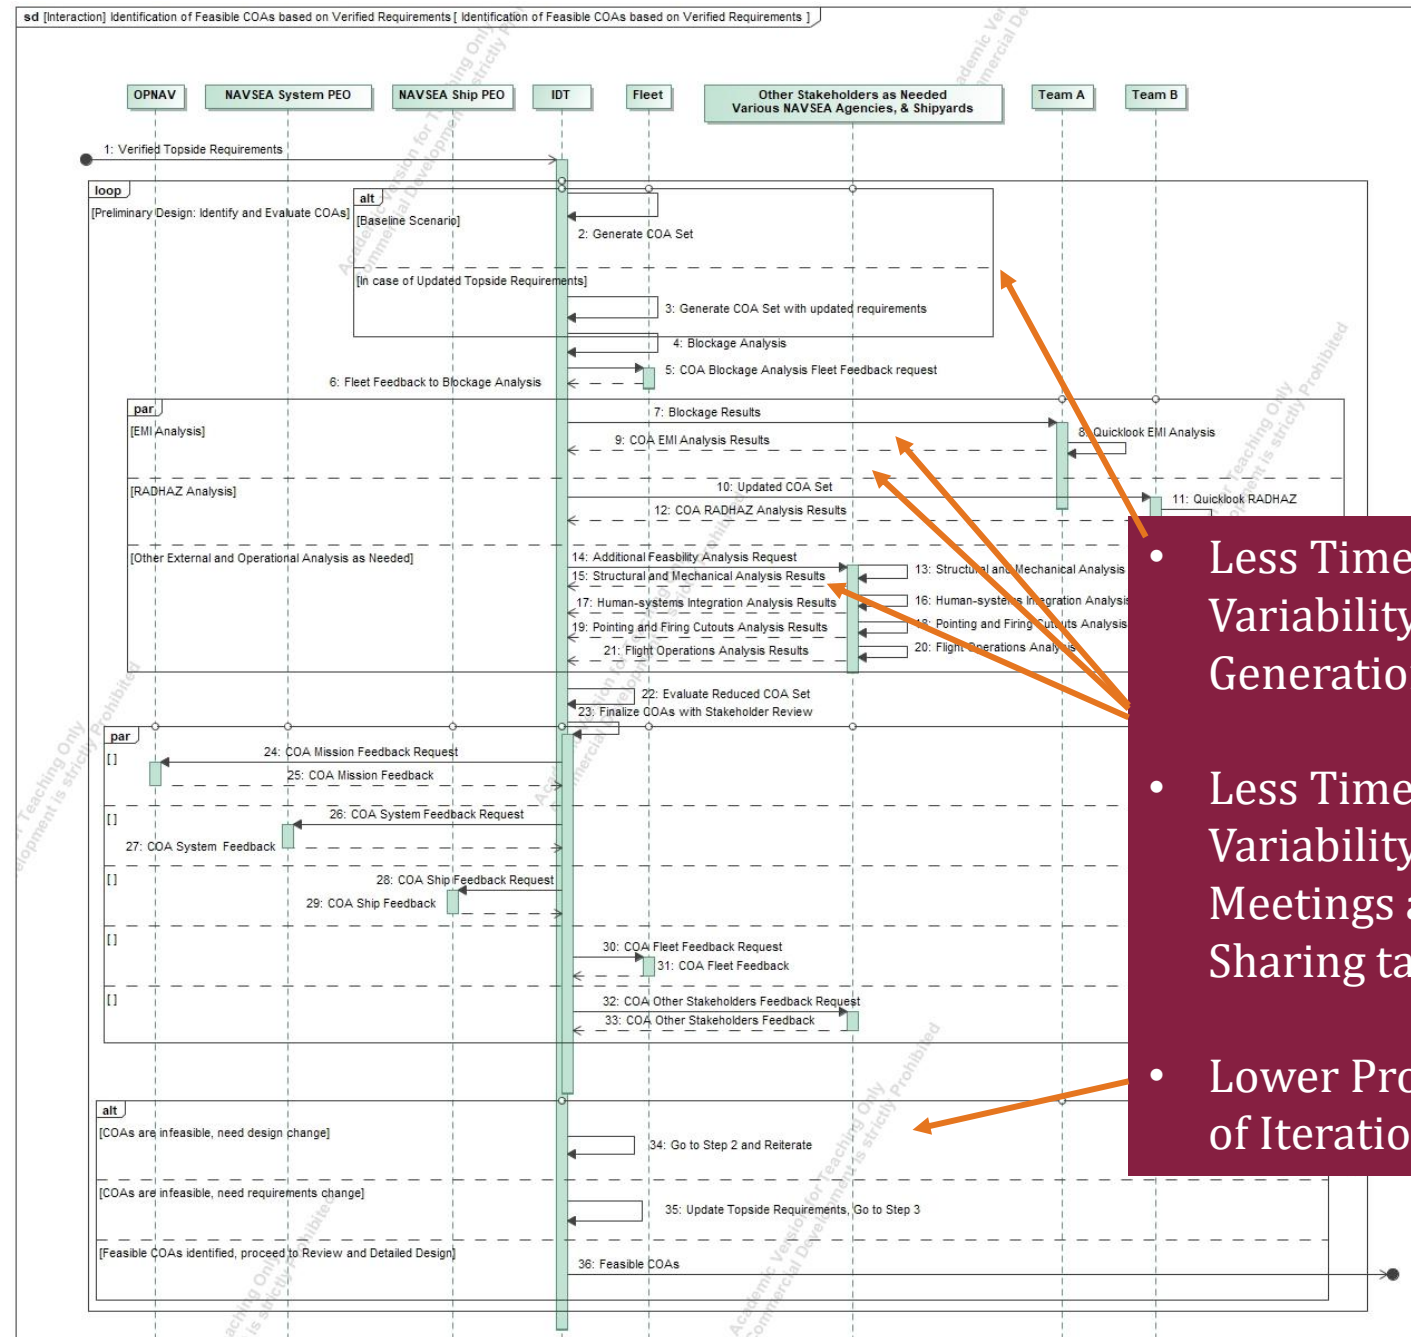 sd [Interaction] Identification of Feasible COAs based on Verified Requirements [ Identification of Feasible COAs based on Verified Requirements ]
OPNAV
NAVSEA System PEO
NAVSEA Ship PEO
IDT
Fleet
Other Stakeholders as Needed
Various NAVSEA Agencies, & Shipyards
Team A
Team B
1: Verified Topside Requirements
loop
[Preliminary Design: Identify and Evaluate COAs]
alt
[Baseline Scenario]
2: Generate COA Set
[In case of Updated Topside Requirements]
3: Generate COA Set with updated requirements
4: Blockage Analysis
5: COA Blockage Analysis Fleet Feedback request
6: Fleet Feedback to Blockage Analysis
par
[EMI Analysis]
7: Blockage Results
8: Quicklook EMI Analysis
9: COA EMI Analysis Results
[RADHAZ Analysis]
10: Updated COA Set
11: Quicklook RADHAZ
12: COA RADHAZ Analysis Results
[Other External and Operational Analysis as Needed]
14: Additional Feasbility Analysis Request
13: Structural and Mechanical Analysis
15: Structural and Mechanical Analysis Results
16: Human-systems Integration Analysis
17: Human-systems Integration Analysis Results
18: Pointing and Firing Cutouts Analysis
19: Pointing and Firing Cutouts Analysis Results
20: Flight Operations Analysis
21: Flight Operations Analysis Results
22: Evaluate Reduced COA Set
23: Finalize COAs with Stakeholder Review
par
[ ]
24: COA Mission Feedback Request
25: COA Mission Feedback
[ ]
26: COA System Feedback Request
27: COA System Feedback
[ ]
28: COA Ship Feedback Request
29: COA Ship Feedback
[ ]
30: COA Fleet Feedback Request
31: COA Fleet Feedback
[ ]
32: COA Other Stakeholders Feedback Request
33: COA Other Stakeholders Feedback
alt
[COAs are infeasible, need design change]
34: Go to Step 2 and Reiterate
[COAs are infeasible, need requirements change]
35: Update Topside Requirements, Go to Step 3
[Feasible COAs identified, proceed to Review and Detailed Design]
36: Feasible COAs
• Less Time
Variability
Generation
• Less Time
Variability
Meetings
Sharing
• Lower
of
Academic Version for Teaching Only
Commercial Development is strictly Prohibited